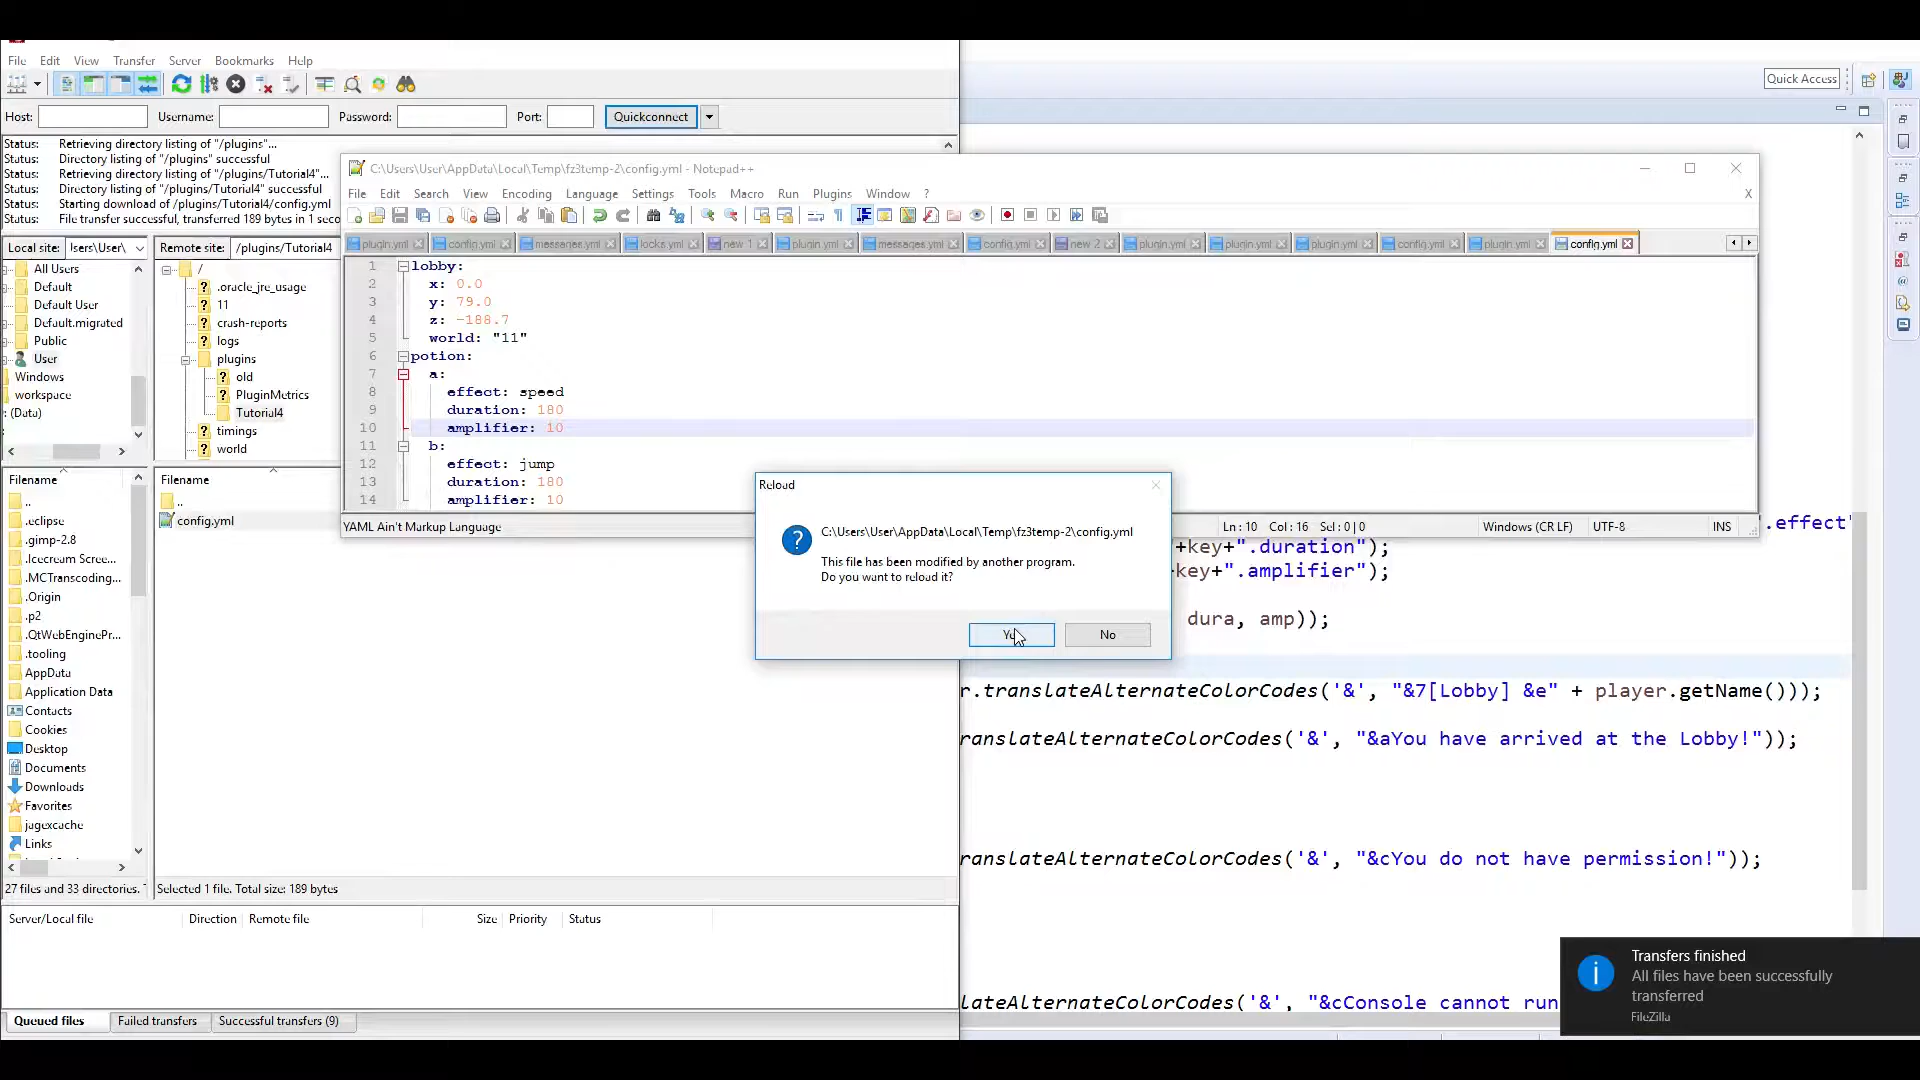 File Edit View Transfer Server Bookmarks Help
Quick Access
Host: Username: Password: Port: Quickconnect
Status: Retrieving directory listing of "/plugins"...
Status: Directory listing of "/plugins" successful
Status: Retrieving directory listing of "/plugins/Tutorial4"...
Status: Directory listing of "/plugins/Tutorial4" successful
Status: Starting download of /plugins/Tutorial4/config.yml
Status: File transfer successful, transferred 189 bytes in 1 seco
Local site: lsers\User\
All Users
Default
Default User
Default.migrated
Public
User
Windows
workspace
: (Data)
Remote site: /plugins/Tutorial4
/
.oracle_jre_usage
11
crash-reports
logs
plugins
old
PluginMetrics
Tutorial4
timings
world
Filename
..
.eclipse
.gimp-2.8
.Icecream Scree...
.MCTranscoding...
.Origin
.p2
.QtWebEnginePr...
.tooling
AppData
Application Data
Contacts
Cookies
Desktop
Documents
Downloads
Favorites
jagexcache
Links
27 files and 33 directories.
Filename
..
config.yml
Selected 1 file. Total size: 189 bytes
Server/Local file Direction Remote file Size Priority Status
Queued files Failed transfers Successful transfers (9)
C:\Users\User\AppData\Local\Temp\fz3temp-2\config.yml - Notepad++
File Edit Search View Encoding Language Settings Tools Macro Run Plugins Window ?
X
plugin.yml config.yml messages.yml locks.yml new 1 plugin.yml messages.yml config.yml new 2 plugin.yml plugin.yml plugin.yml config.yml plugin.yml config.yml
1 lobby:
2 x: 0.0
3 y: 79.0
4 z: -188.7
5 world: "11"
6 potion:
7 a:
8 effect: speed
9 duration: 180
10 amplifier: 10
11 b:
12 effect: jump
13 duration: 180
14 amplifier: 10
YAML Ain't Markup Language Ln : 10 Col : 16 Sel : 0 | 0 Windows (CR LF) UTF-8 INS
Reload
C:\Users\User\AppData\Local\Temp\fz3temp-2\config.yml
This file has been modified by another program.
Do you want to reload it?
No
.effect"
+key+".duration");
key+".amplifier");
dura, amp));
r.translateAlternateColorCodes('&', "&7[Lobby] &e" + player.getName()));
ranslateAlternateColorCodes('&', "&aYou have arrived at the Lobby!"));
ranslateAlternateColorCodes('&', "&cYou do not have permission!"));
lateAlternateColorCodes('&', "&cConsole cannot run
Transfers finished
All files have been successfully
transferred
FileZilla